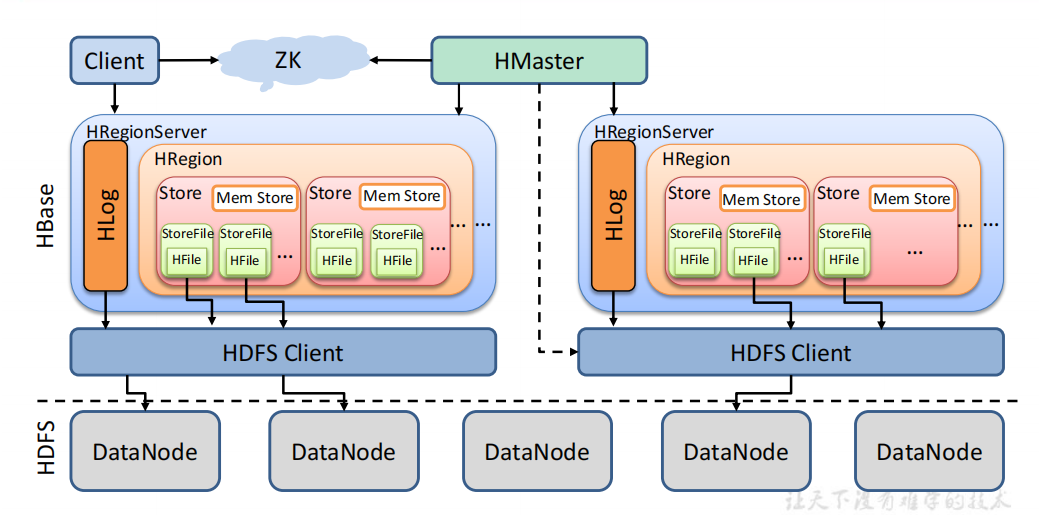 Client
ZK
HMaster
HBase
HRegionServer
HLog
HRegion
Store
Mem Store
StoreFile
HFile
StoreFile
HFile
...
Store
Mem Store
StoreFile
HFile
StoreFile
HFile
...
...
...
HRegionServer
HLog
HRegion
Store
Mem Store
StoreFile
HFile
StoreFile
HFile
...
Store
Mem Store
StoreFile
HFile
...
...
...
HDFS Client
HDFS Client
HDFS
DataNode
DataNode
DataNode
DataNode
DataNode
让天下没有难学的技术